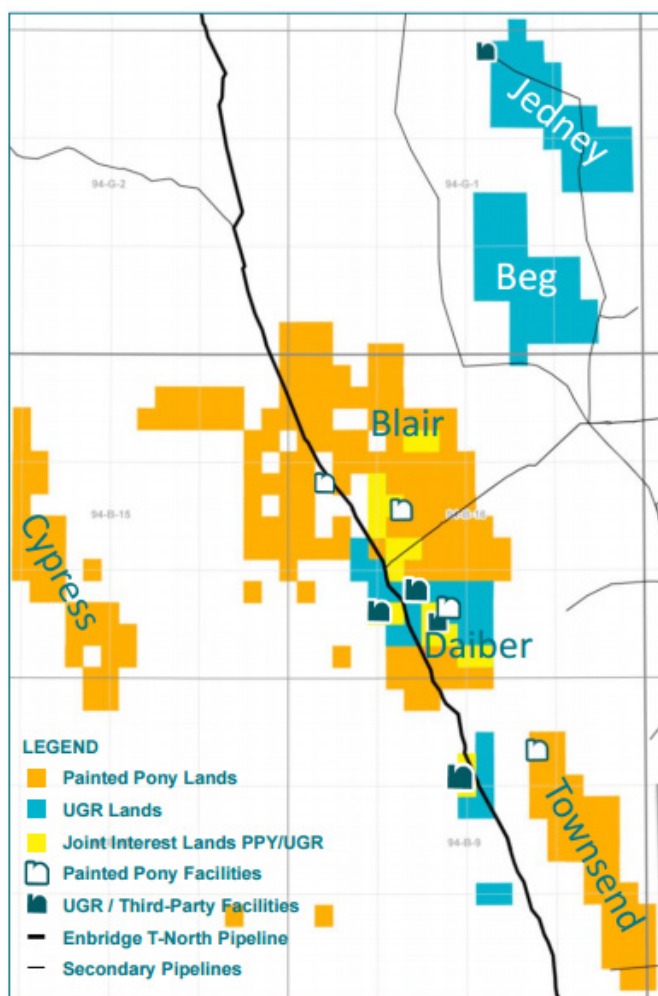 Jedney
94-G-2
94-G-1
Beg
Blair
94-B-15
94-B-16
Cypress
Daiber
LEGEND
Painted Pony Lands
UGR Lands
Joint Interest Lands PPY/UGR
Painted Pony Facilities
UGR / Third-Party Facilities
Enbridge T-North Pipeline
Secondary Pipelines
94-B-9
Townsend